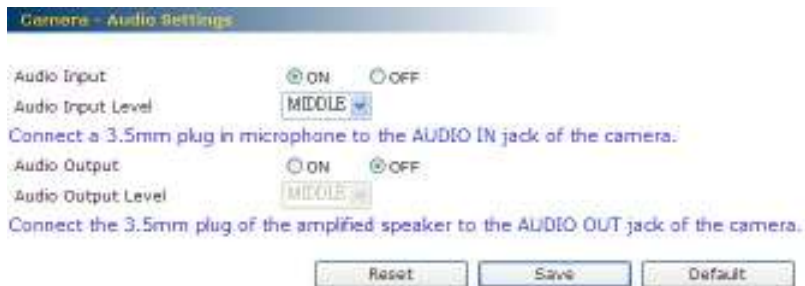 Camera - Audio Settings
Audio Input ON OFF
Audio Input Level MIDDLE
Connect a 3.5mm plug in microphone to the AUDIO IN jack of the camera.
Audio Output ON OFF
Audio Output Level MIDDLE
Connect the 3.5mm plug of the amplified speaker to the AUDIO OUT jack of the camera.
Reset Save Default